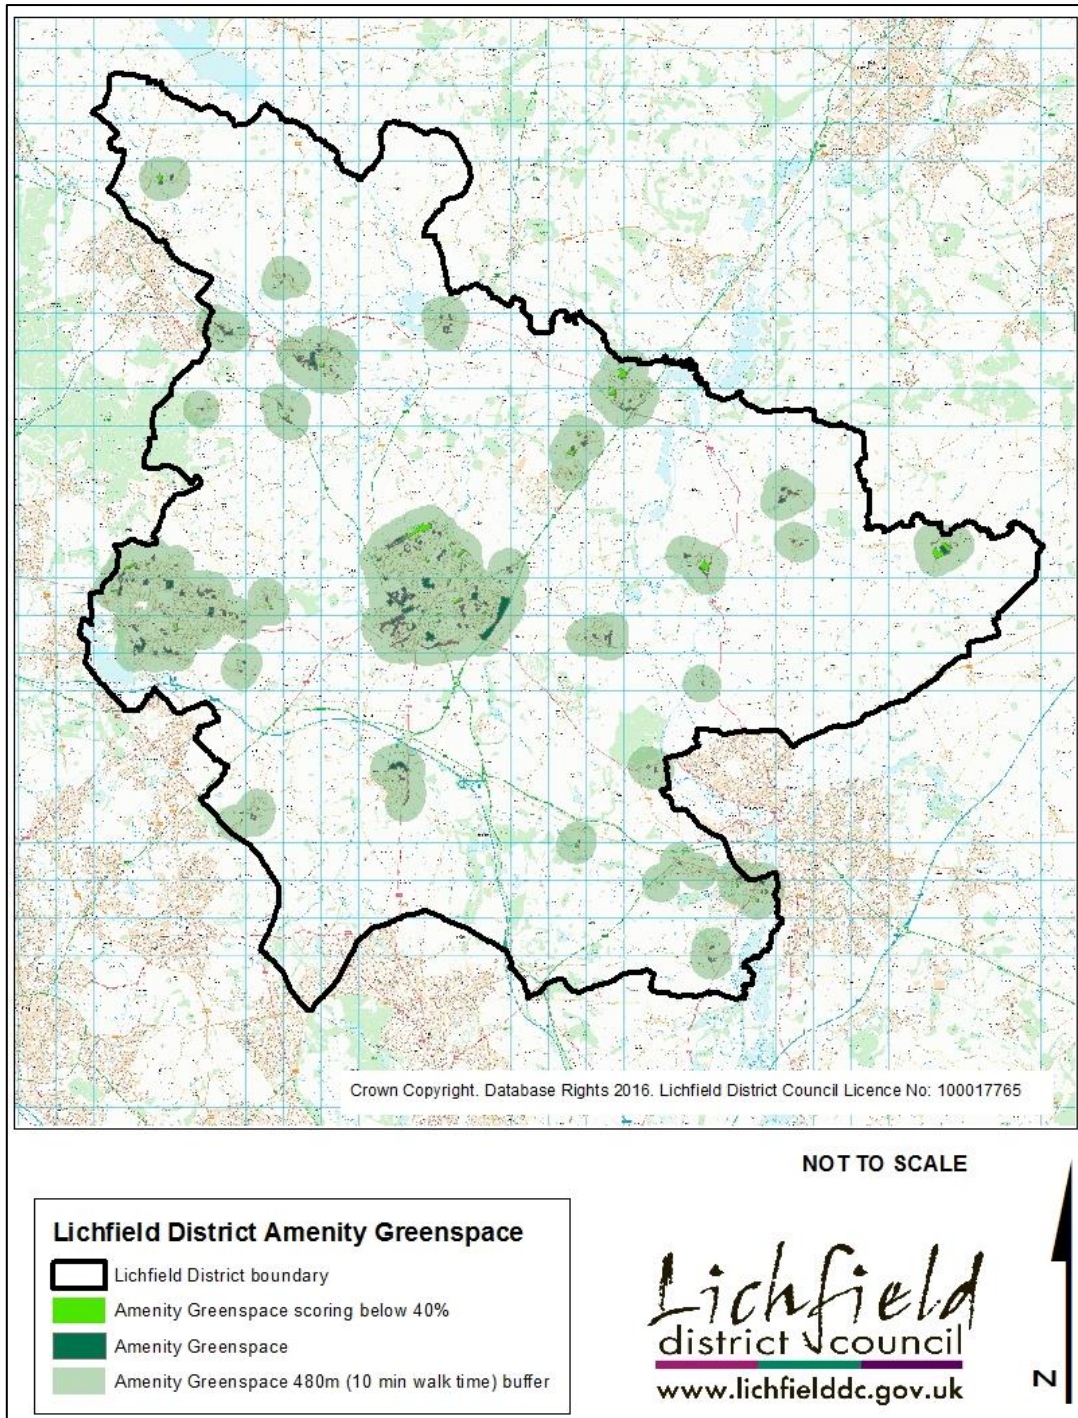 Crown Copyright. Database Rights 2016. Lichfield District Council Licence No: 100017765
NOT TO SCALE
Lichfield District Amenity Greenspace
Lichfield District boundary
Amenity Greenspace scoring below 40%
Amenity Greenspace
Amenity Greenspace 480m (10 min walk time) buffer
Lichfield
district council
www.lichfielddc.gov.uk
N